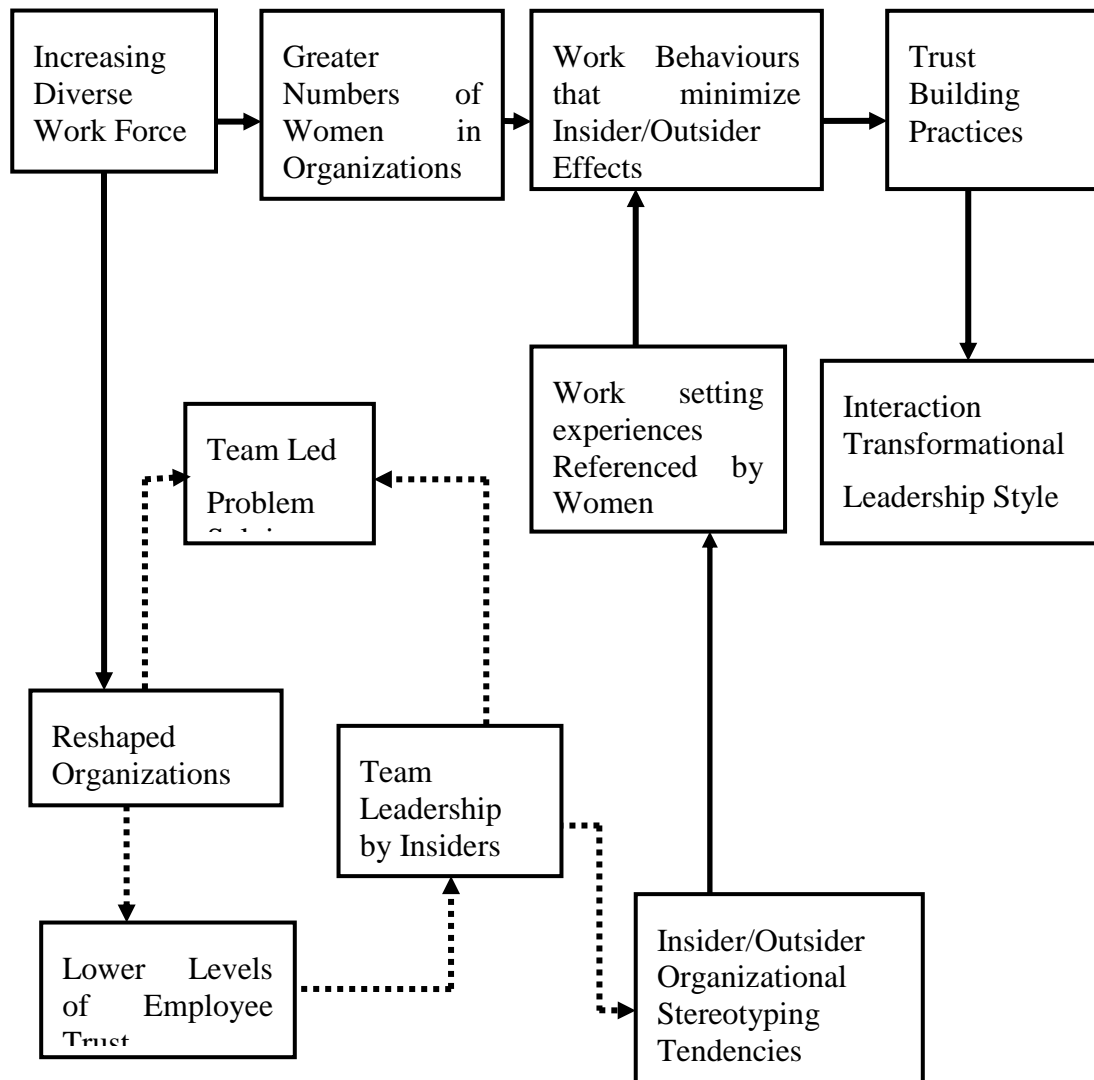 Increasing
Diverse
Work Force
Greater
Numbers of
Women in
Organizations
Work Behaviours
that minimize
Insider/Outsider
Effects
Trust
Building
Practices
Work setting
experiences
Referenced by
Women
Interaction
Transformational
Leadership Style
Team Led
Problem
Reshaped
Organizations
Team
Leadership
by Insiders
Lower Levels
of Employee
Trust
Insider/Outsider
Organizational
Stereotyping
Tendencies